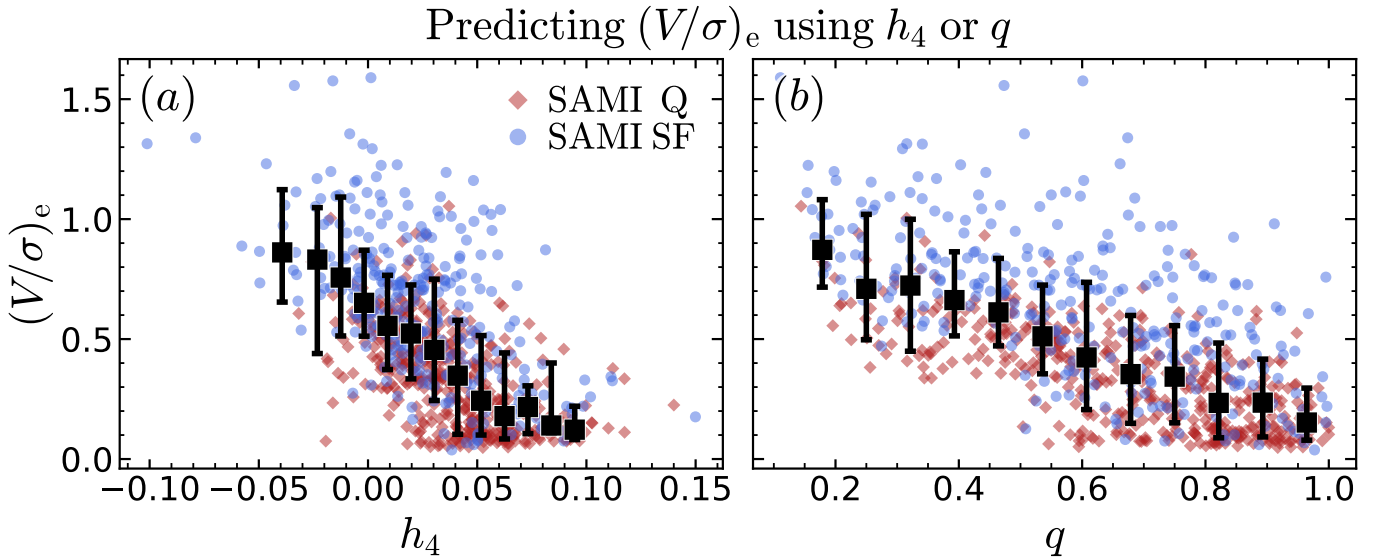 Predicting (V/σ)e using h4 or q
(a)
SAMI Q
SAMI SF
(b)
1.5
1.0
0.5
0.0
(V/σ)e
−0.10 −0.05 0.00 0.05 0.10 0.15
0.2 0.4 0.6 0.8 1.0
h4
q